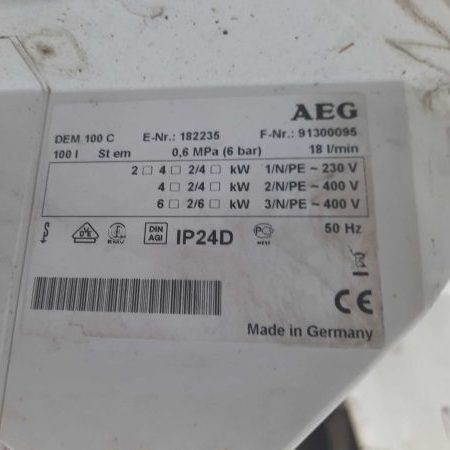 AEG
DEM 100 C E-Nr.: 182235 F-Nr.: 91300095
100 l St em 0,6 MPa (6 bar) 18 l/min
2 □ 4 □ 2/4 □ kW 1/N/PE ~ 230 V
4 □ 2/4 □ kW 2/N/PE ~ 400 V
6 □ 2/6 □ kW 3/N/PE ~ 400 V
DIN AGI IP24D 50 Hz
CE
Made in Germany